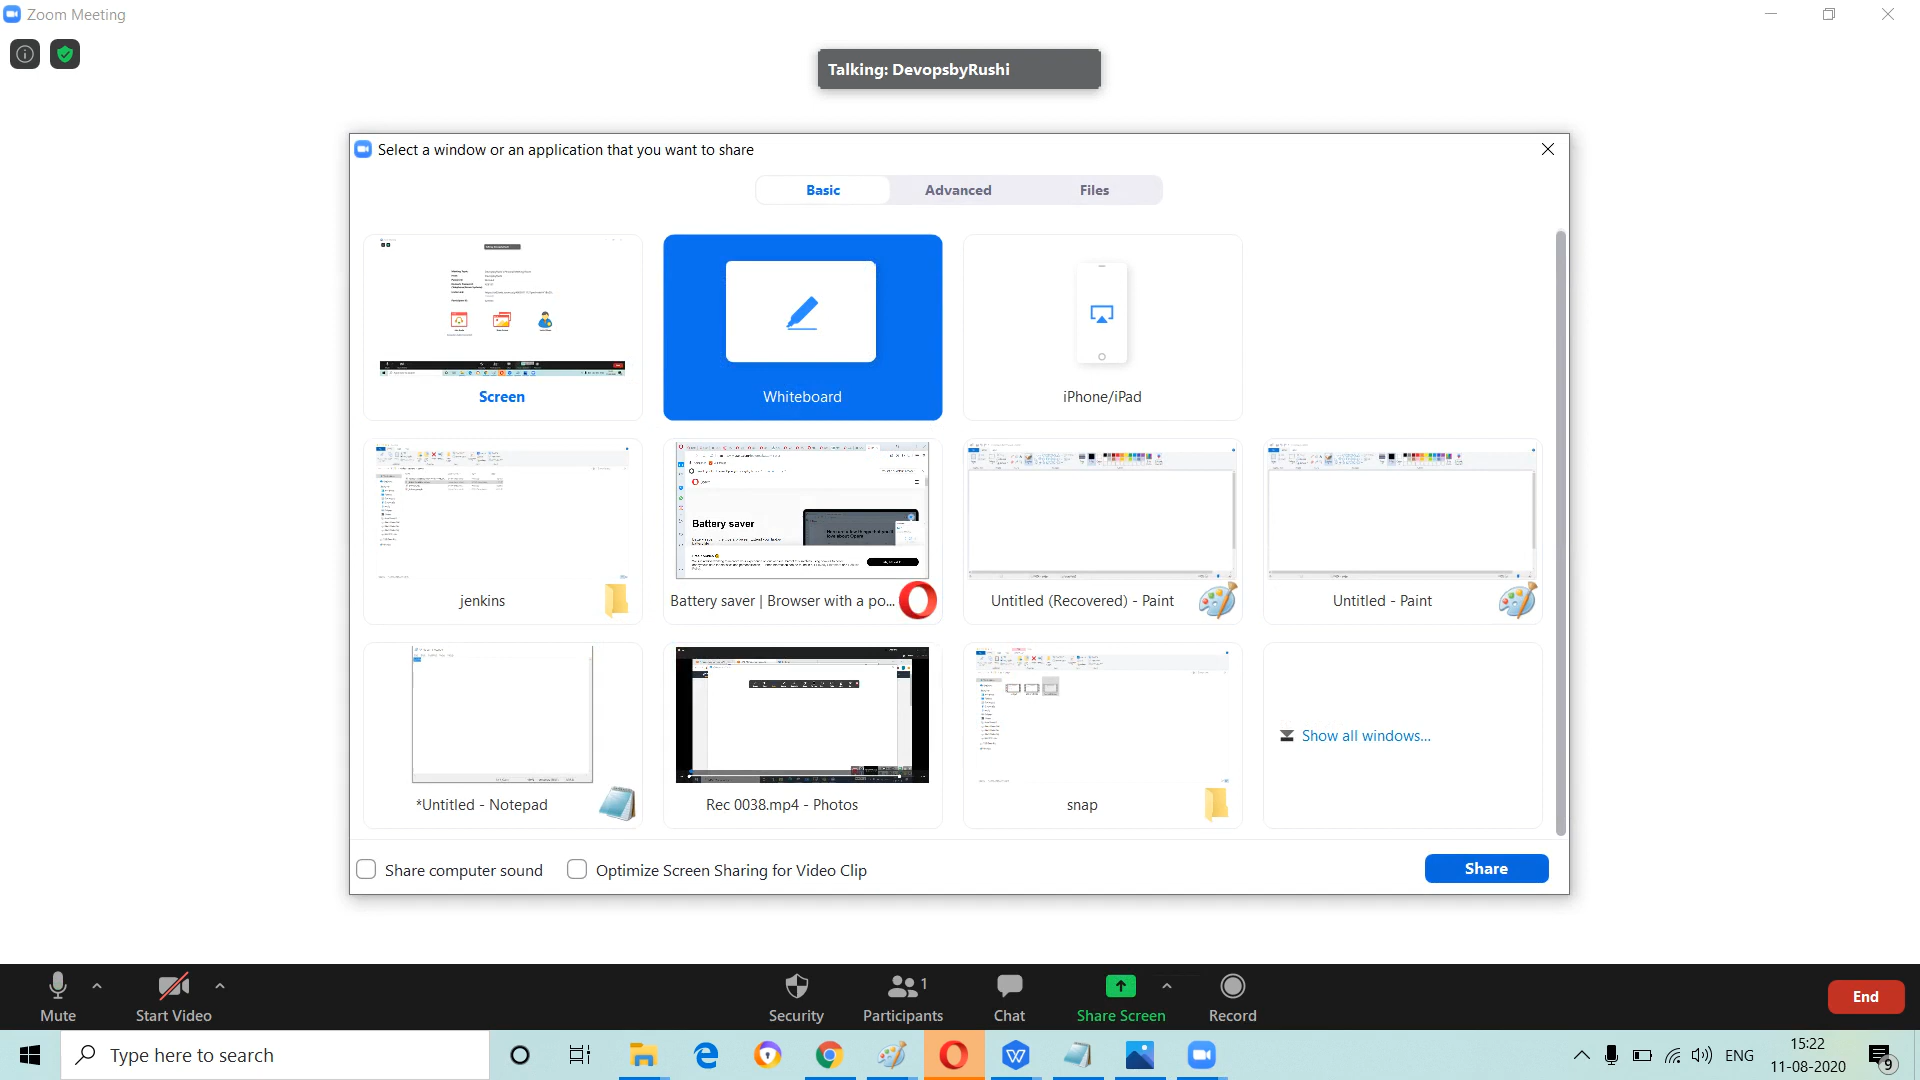 Zoom Meeting
Talking: DevopsbyRushi
Select a window or an application that you want to share
Basic
Advanced
Files
Screen
Whiteboard
iPhone/iPad
Battery saver
jenkins
Battery saver | Browser with a po...
Untitled (Recovered) - Paint
Untitled - Paint
*Untitled - Notepad
Rec 0038.mp4 - Photos
snap
Show all windows...
Share computer sound
Optimize Screen Sharing for Video Clip
Share
Mute
Start Video
Security
1
Participants
Chat
Share Screen
Record
End
Type here to search
ENG
15:22
11-08-2020
9